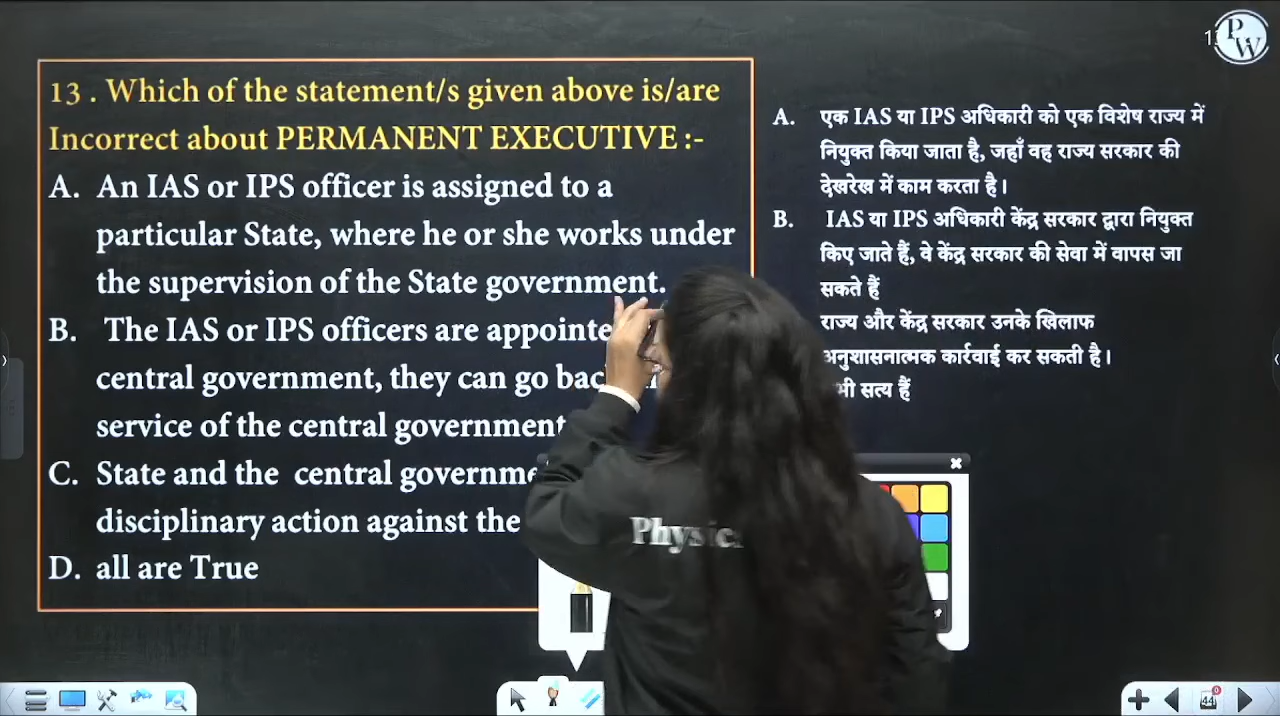 13 . Which of the statement/s given above is/are
Incorrect about PERMANENT EXECUTIVE :-
A. An IAS or IPS officer is assigned to a
particular State, where he or she works under
the supervision of the State government.
B. The IAS or IPS officers are appointe
central government, they can go bac
service of the central government
C. State and the central governme
disciplinary action against the
D. all are True
A. एक IAS या IPS अधिकारी को एक विशेष राज्य में
नियुक्त किया जाता है, जहाँ वह राज्य सरकार की
देखरेख में काम करता है।
B. IAS या IPS अधिकारी केंद्र सरकार द्वारा नियुक्त
किए जाते हैं, वे केंद्र सरकार की सेवा में वापस जा
सकते हैं
राज्य और केंद्र सरकार उनके खिलाफ
अनुशासनात्मक कार्रवाई कर सकती है।
भी सत्य हैं
PW
Physic
44